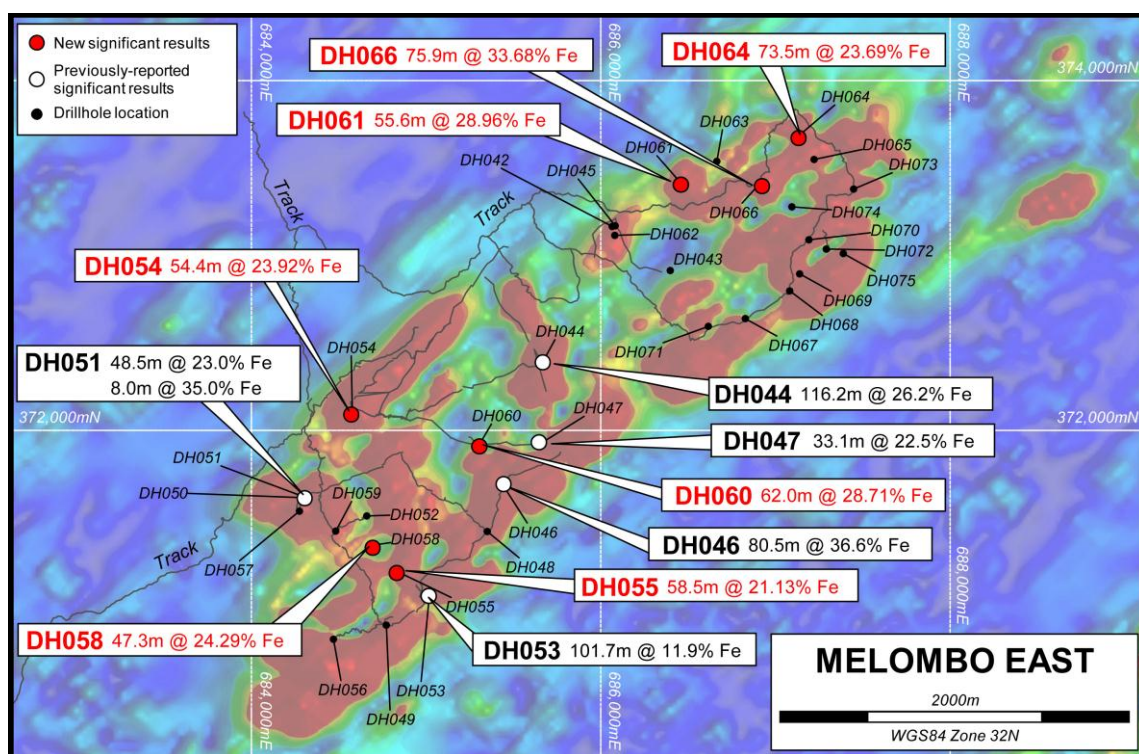 New significant results
Previously-reported
significant results
Drillhole location
684,000mE
686,000mE
688,000mE
374,000mN
DH066 75.9m @ 33.68% Fe
DH064 73.5m @ 23.69% Fe
DH061 55.6m @ 28.96% Fe
DH064
DH063
DH061
DH065
DH073
DH042
DH045
DH066
DH074
Track
Track
DH062
DH070
DH072
DH043
DH075
DH069
DH068
DH067
DH071
DH054 54.4m @ 23.92% Fe
DH054
DH044
DH051 48.5m @ 23.0% Fe
8.0m @ 35.0% Fe
DH044 116.2m @ 26.2% Fe
372,000mN
372,000mN
DH047
DH060
DH047 33.1m @ 22.5% Fe
DH051
DH050
DH059
DH052
DH060 62.0m @ 28.71% Fe
DH046
DH058
DH046 80.5m @ 36.6% Fe
Track
DH057
DH048
DH055 58.5m @ 21.13% Fe
DH055
DH058 47.3m @ 24.29% Fe
DH053 101.7m @ 11.9% Fe
DH056
DH053
DH049
684,000mE
686,000mE
688,000mE
MELOMBO EAST
2000m
WGS84 Zone 32N